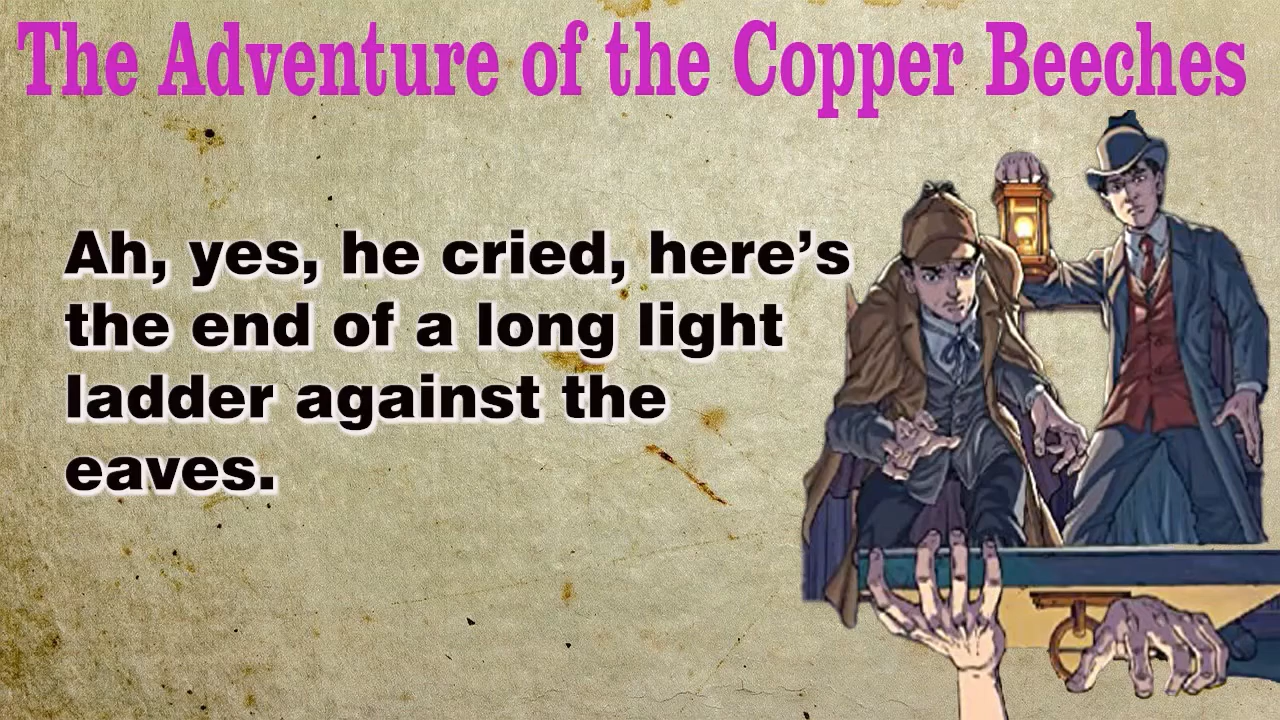 The Adventure of the Copper Beeches
Ah, yes, he cried, here’s
the end of a long light
ladder against the
eaves.